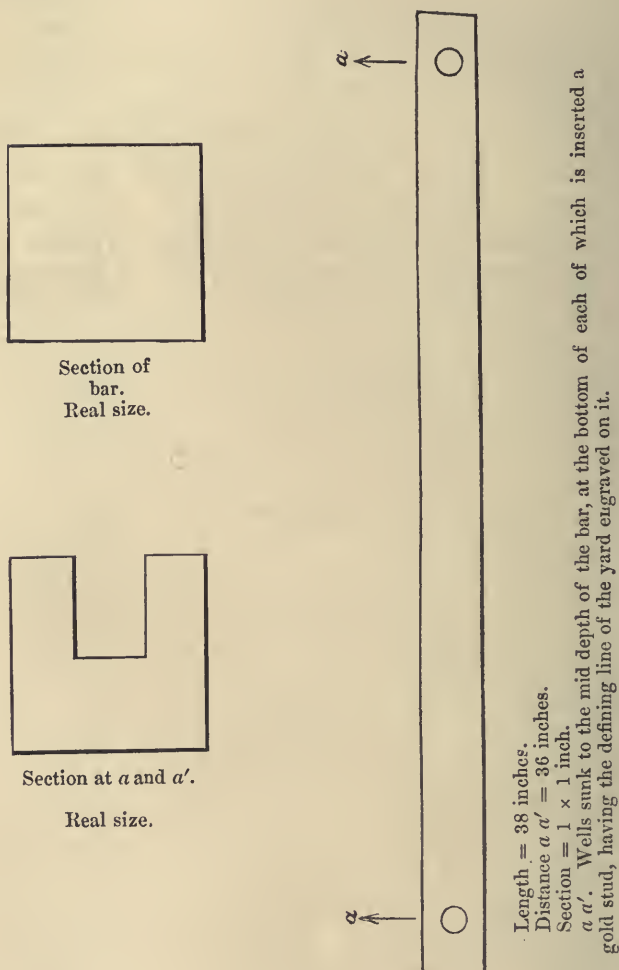 Section of
bar.
Real size.
Section at a and a′.
Real size.
a
a
Length = 38 inches.
Distance a a′ = 36 inches.
Section = 1 × 1 inch.
a a′. Wells sunk to the mid depth of the bar, at the bottom of each of which is inserted a
gold stud, having the defining line of the yard engraved on it.